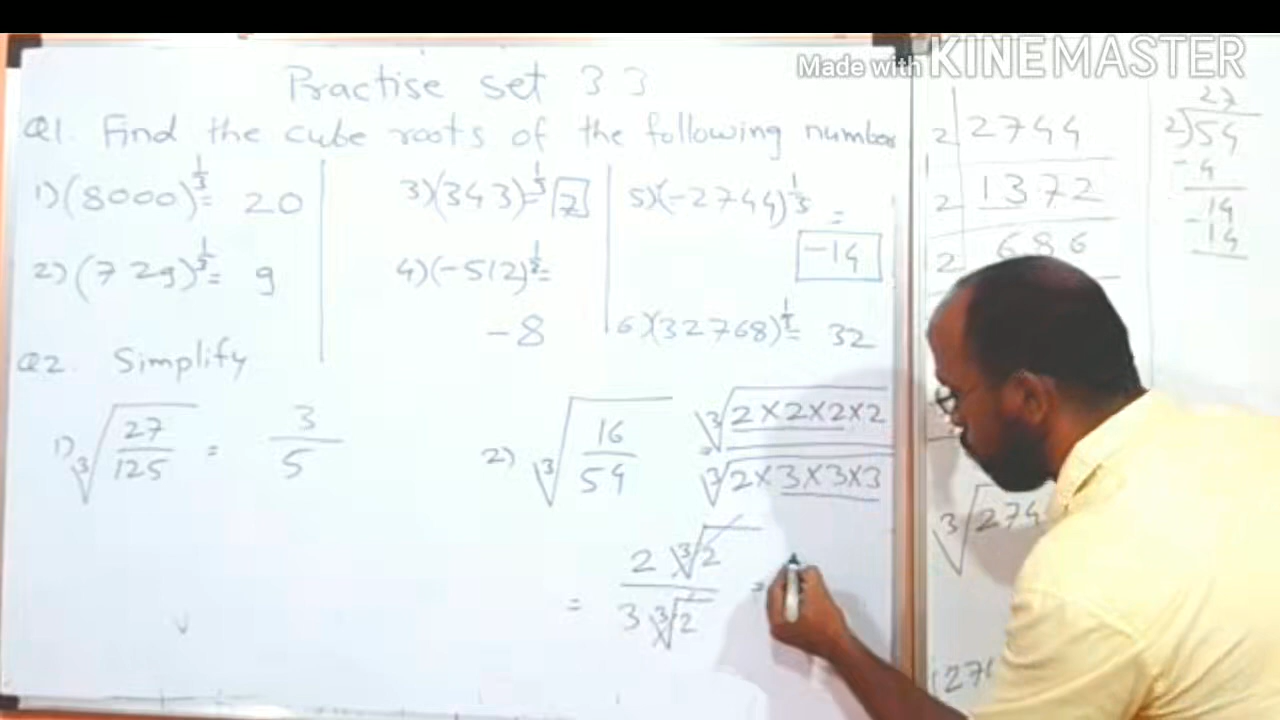 Made with KINEMASTER
Practise set 3 3
Q1. Find the cube roots of the following number
1) (8000)^1/3 = 20
2) (729)^1/3 = 9
3) (343)^1/3 = 7
4) (-512)^1/3 =
-8
5) (-2744)^1/3 =
-14
6) (32768)^1/5 = 32
Q2. Simplify
1) ∛27/125 = 3/5
2) ∛16/54 = ∛2×2×2×2 / ∛2×3×3×3
= 2∛2 / 3∛2 =
2 | 2744
2 | 1372
2 | 686
∛274
27
2)54
-4
14
-14